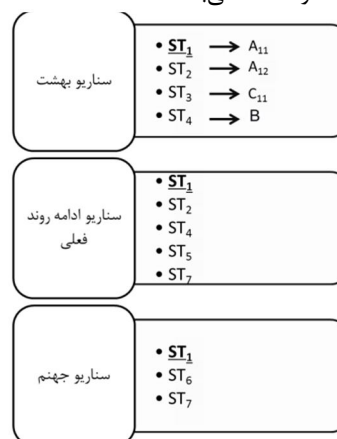 سناریو بهشت
• ST₁ → A₁₁
• ST₂ → A₁₂
• ST₃ → C₁₁
• ST₄ → B
سناریو ادامه روند
فعلی
• ST₁
• ST₂
• ST₄
• ST₅
• ST₇
سناریو جهنم
• ST₁
• ST₆
• ST₇